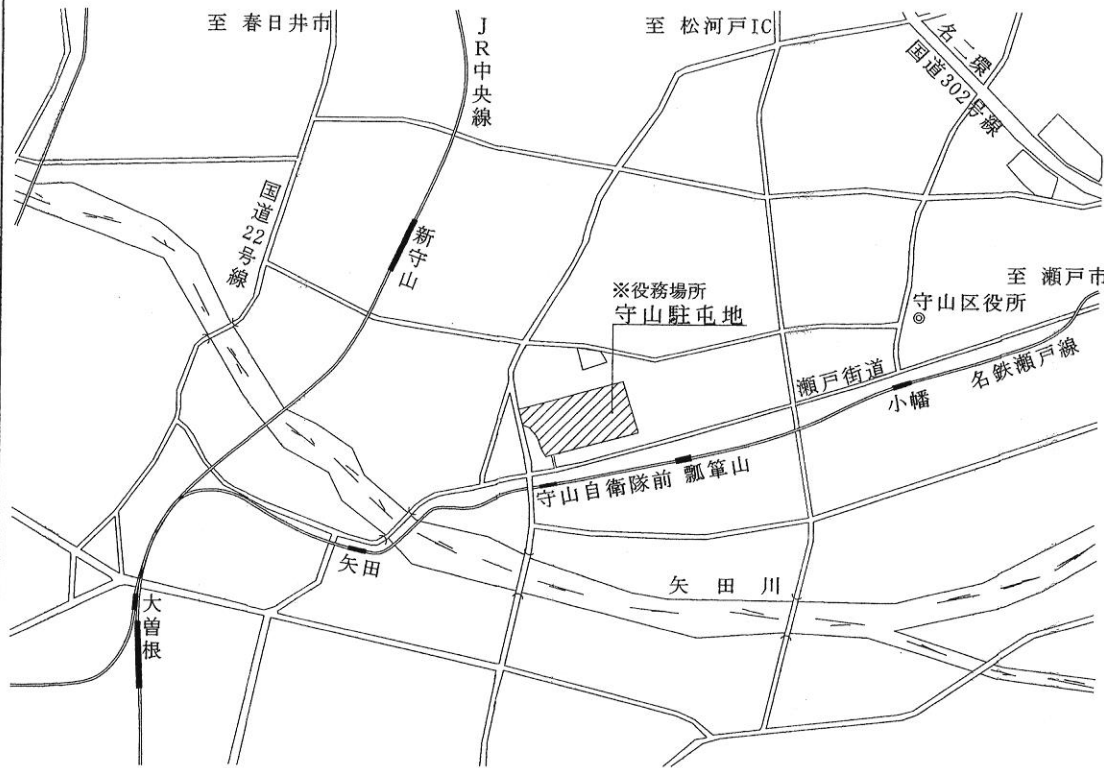 至 春日井市
JR中央線
至 松河戸IC
名二環
国道302号線
国道22号線
新守山
※役務場所
守山駐屯地
至 瀬戸市
守山区役所
瀬戸街道
名鉄瀬戸線
小幡
守山自衛隊前
瓢箪山
矢田
矢田川
大曽根